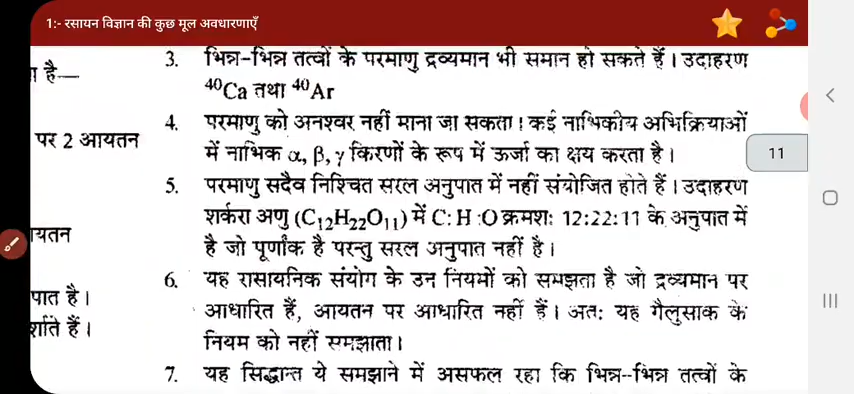 1:- रसायन विज्ञान की कुछ मूल अवधारणाएँ
3. भिन्न-भिन्न तत्वों के परमाणु द्रव्यमान भी समान हो सकते हैं। उदाहरण
है—
⁴⁰Ca तथा ⁴⁰Ar
4. परमाणु को अनश्वर नहीं माना जा सकता। कई नाभिकीय अभिक्रियाओं
पर 2 आयतन
में नाभिक α, β, γ किरणों के रूप में ऊर्जा का क्षय करता है।
11
5. परमाणु सदैव निश्चित सरल अनुपात में नहीं संयोजित होते हैं। उदाहरण
शर्करा अणु (C₁₂H₂₂O₁₁) में C: H :O क्रमश: 12:22:11 के अनुपात में
यतन
है जो पूर्णांक है परन्तु सरल अनुपात नहीं है।
6. यह रासायनिक संयोग के उन नियमों को समझता है जो द्रव्यमान पर
पात है।
आधारित हैं, आयतन पर आधारित नहीं हैं। अत: यह गैलुसाक के
र्शाते हैं।
नियम को नहीं समझाता।
7. यह सिद्धान्त ये समझाने में असफल रहा कि भिन्न--भिन्न तत्वों के